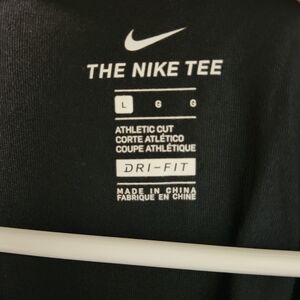 THE NIKE TEE
L G G
ATHLETIC CUT
CORTE ATLÉTICO
COUPE ATHLÉTIQUE
DRI-FIT
MADE IN CHINA
FABRIQUÉ EN CHINE